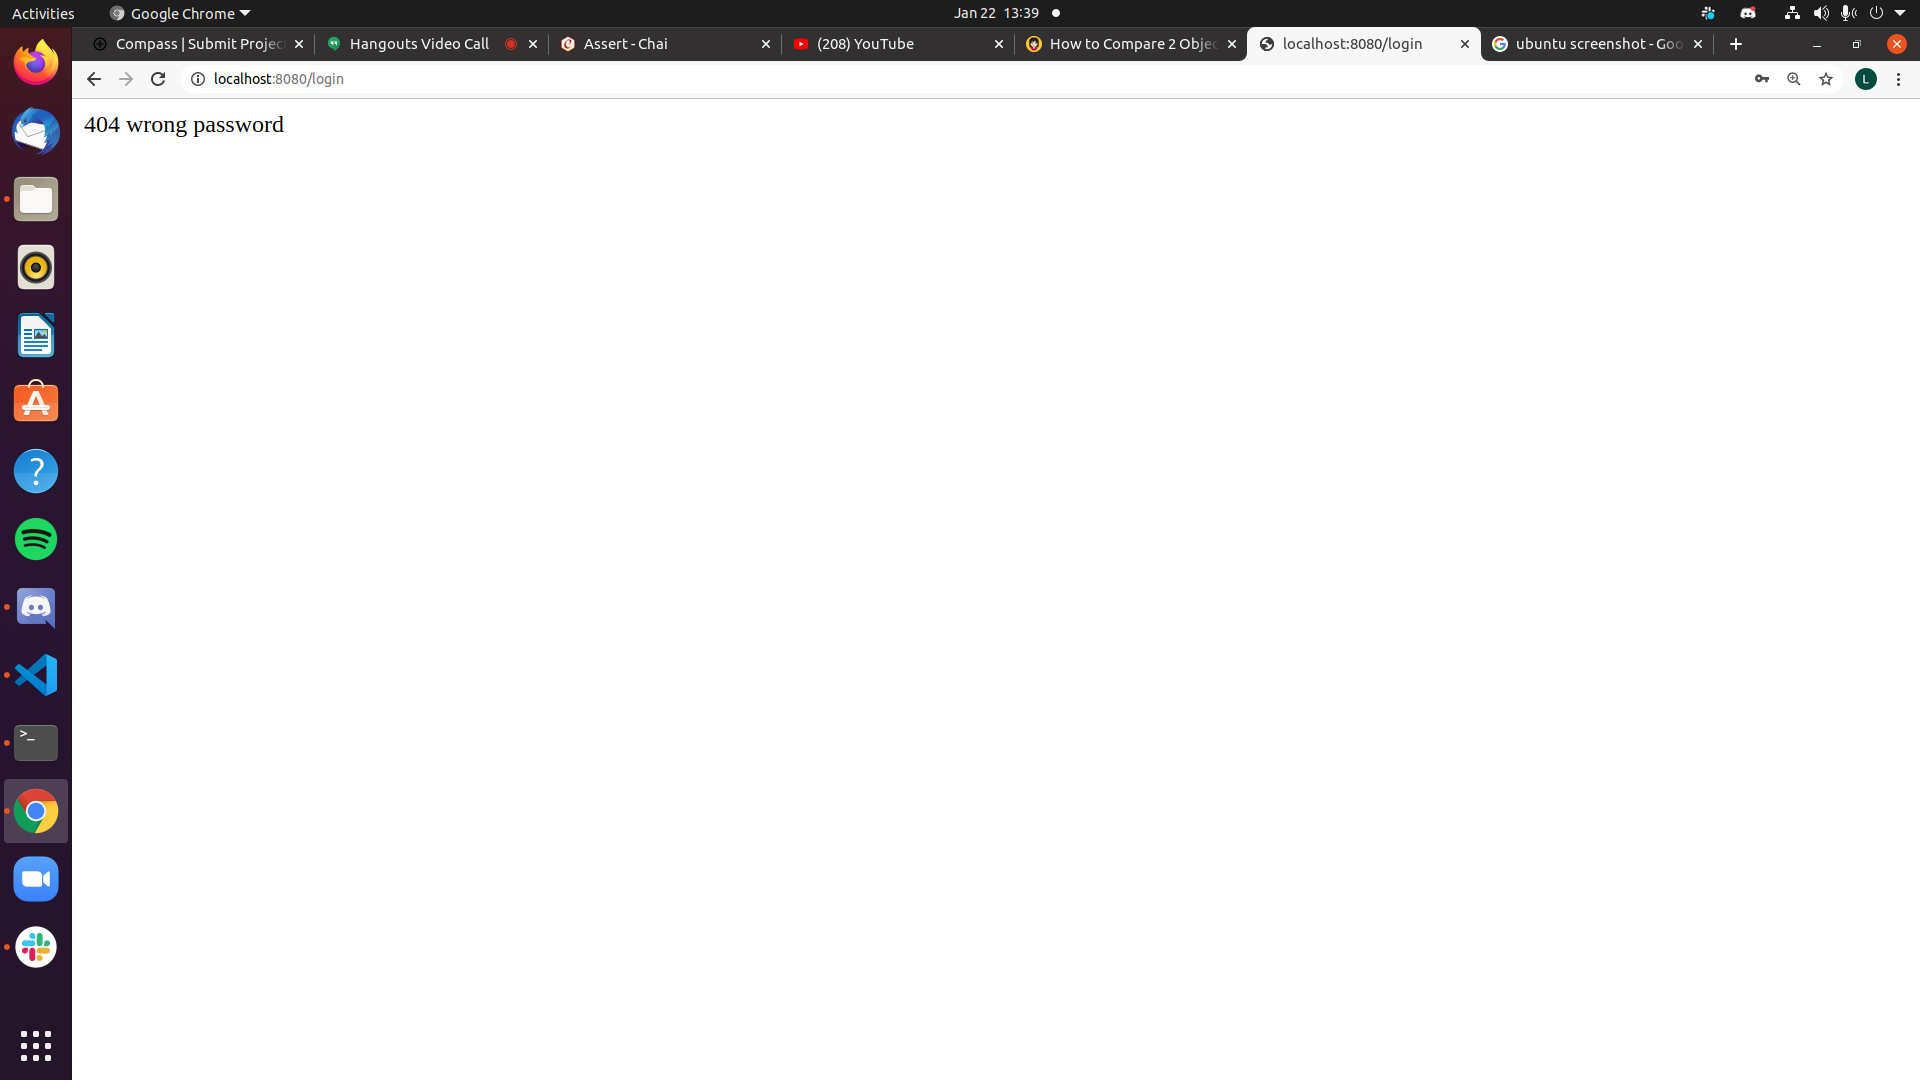 Activities
Google Chrome
Jan 22 13:39
Compass | Submit Projec
Hangouts Video Call
Assert - Chai
(208) YouTube
How to Compare 2 Objec
localhost:8080/login
ubuntu screenshot - Goo
localhost:8080/login
L
404 wrong password
?
>_